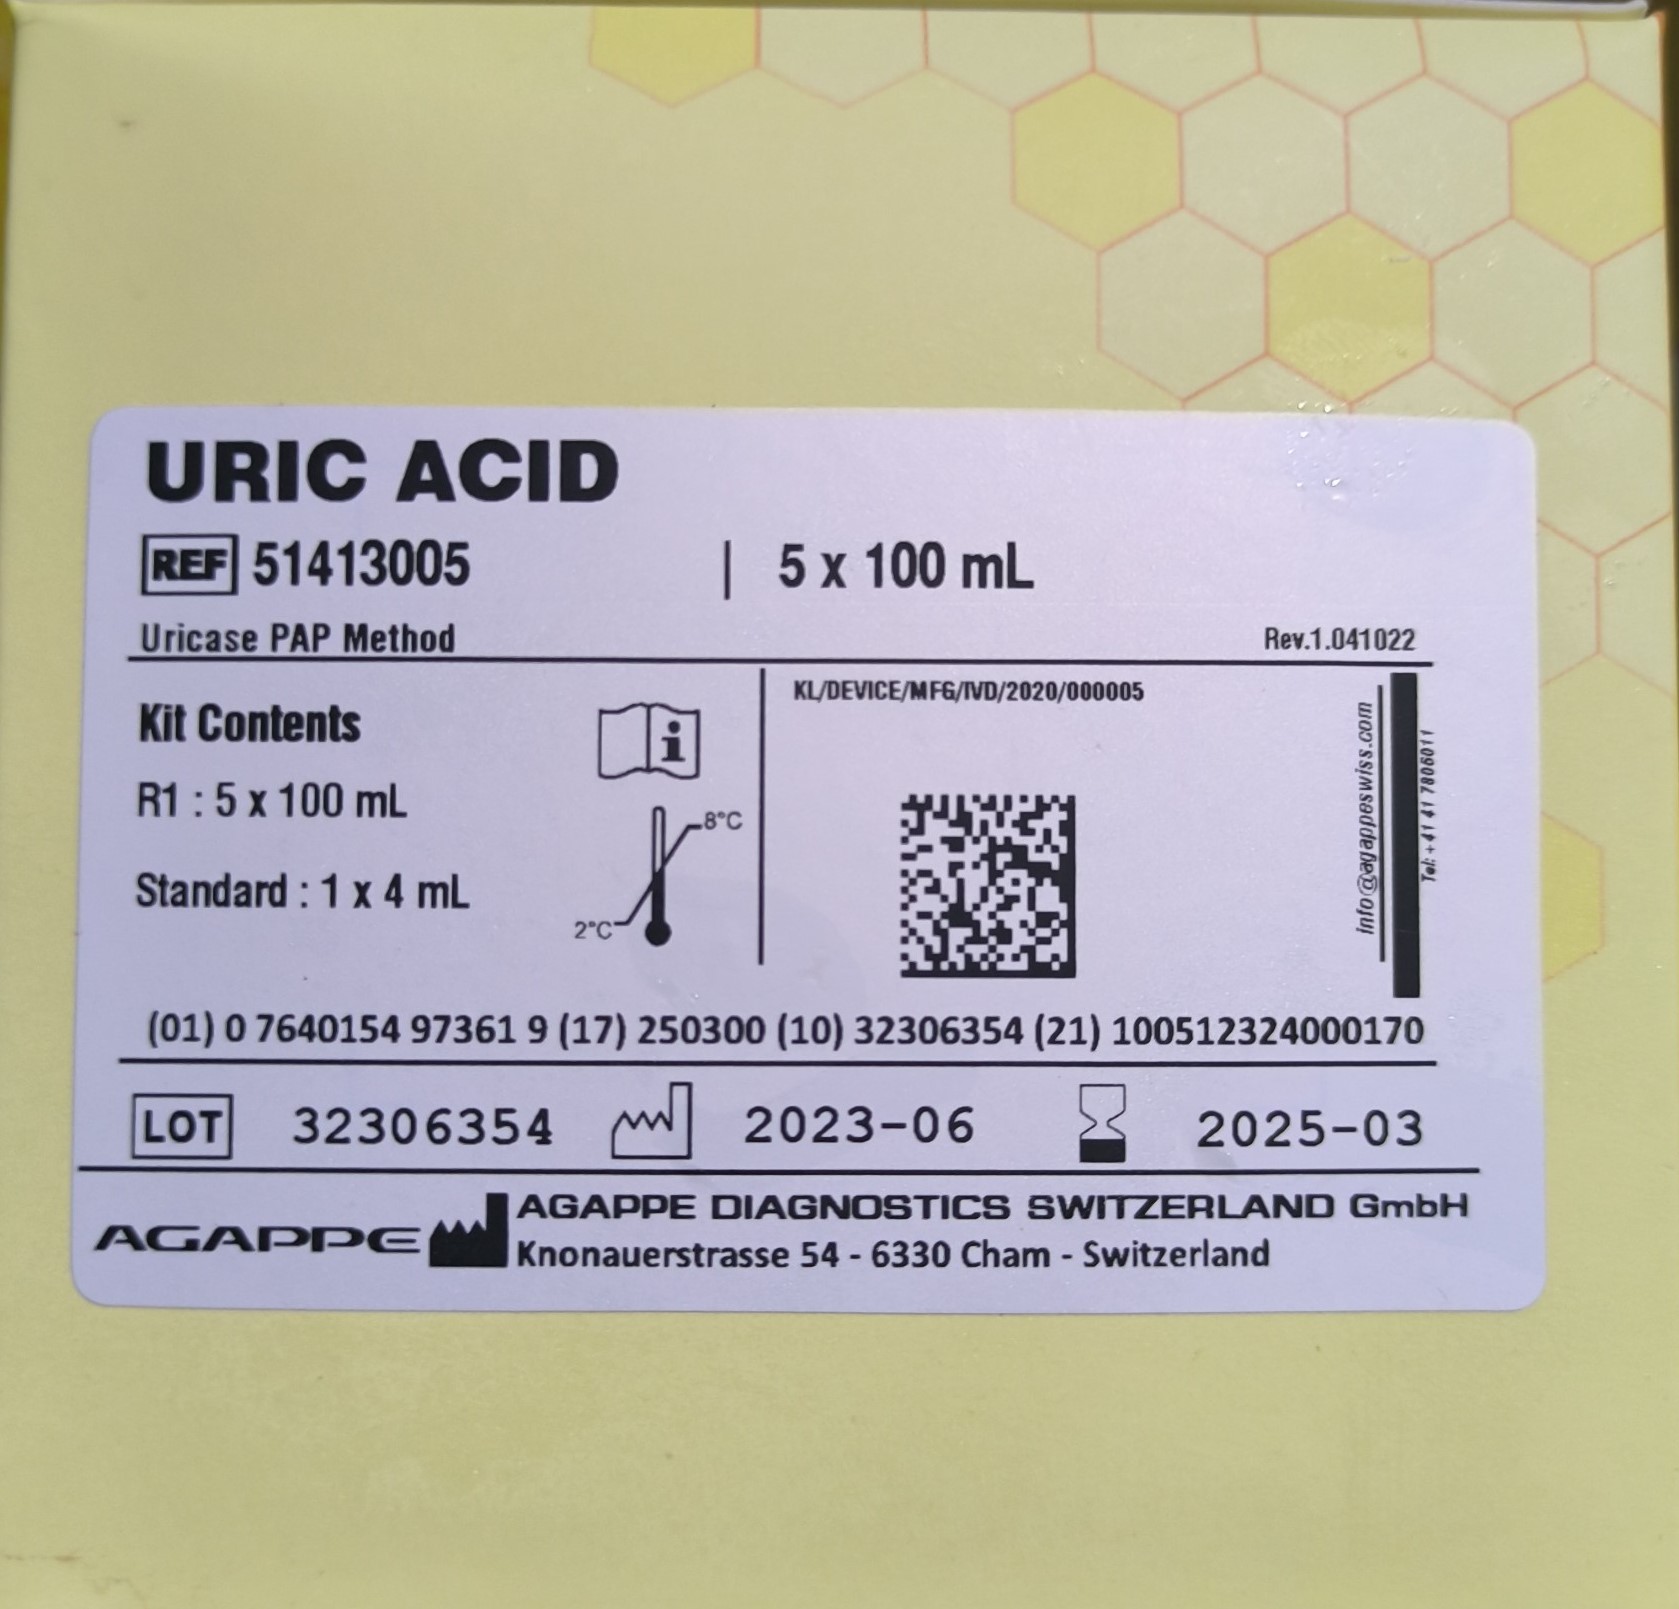 URIC ACID
REF 51413005 | 5 x 100 mL
Uricase PAP Method
Rev.1.041022
Kit Contents
R1 : 5 x 100 mL
Standard : 1 x 4 mL
8°C
2°C
KL/DEVICE/MFG/IVD/2020/000005
info@agappeswiss.com
Tel: +41 41 7806011
(01) 0 7640154 97361 9 (17) 250300 (10) 32306354 (21) 100512324000170
LOT 32306354 2023-06 2025-03
AGAPPE
AGAPPE DIAGNOSTICS SWITZERLAND GmbH
Knonauerstrasse 54 - 6330 Cham - Switzerland